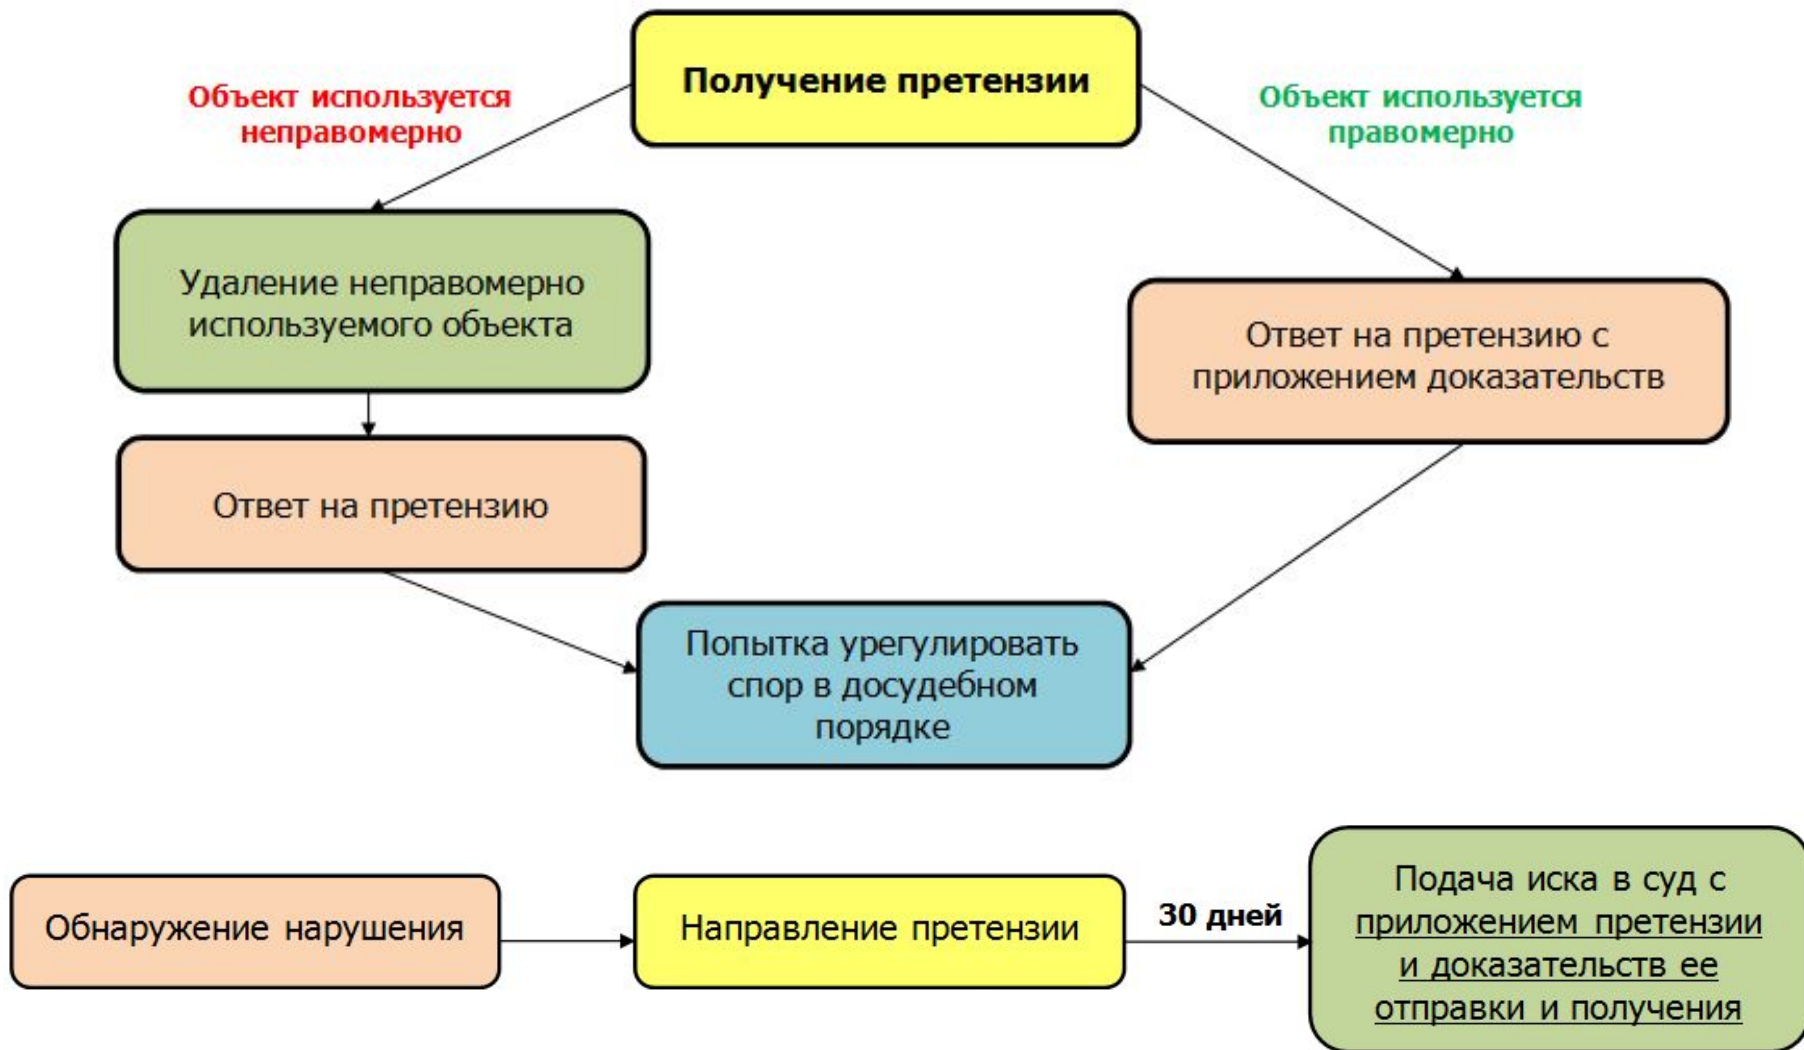 Получение претензии
Объект используется
неправомерно
Объект используется
правомерно
Удаление неправомерно
используемого объекта
Ответ на претензию с
приложением доказательств
Ответ на претензию
Попытка урегулировать
спор в досудебном
порядке
Обнаружение нарушения
Направление претензии
30 дней
Подача иска в суд с
приложением претензии
и доказательств ее
отправки и получения